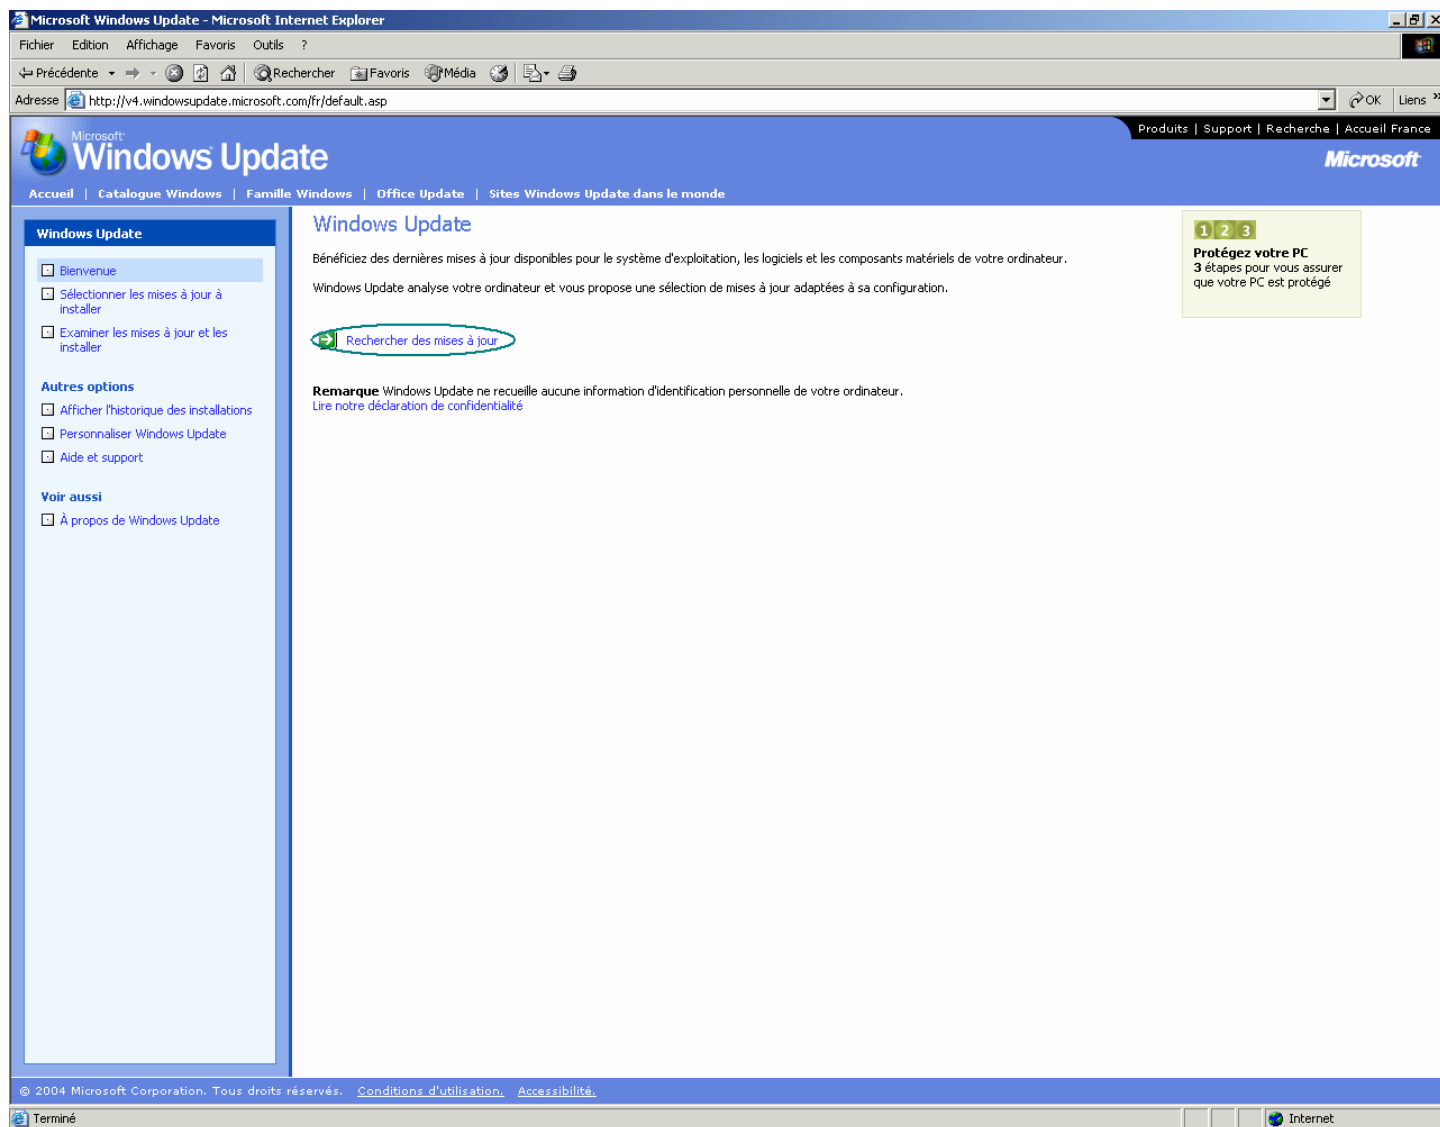 Microsoft Windows Update - Microsoft Internet Explorer
Fichier Edition Affichage Favoris Outils ?
Précédente Rechercher Favoris Média
Adresse http://v4.windowsupdate.microsoft.com/fr/default.asp OK Liens »
Produits | Support | Recherche | Accueil France
Microsoft
Windows Update
Microsoft
Accueil | Catalogue Windows | Famille Windows | Office Update | Sites Windows Update dans le monde
Windows Update
Bienvenue
Sélectionner les mises à jour à
installer
Examiner les mises à jour et les
installer
Autres options
Afficher l'historique des installations
Personnaliser Windows Update
Aide et support
Voir aussi
À propos de Windows Update
Windows Update
Bénéficiez des dernières mises à jour disponibles pour le système d'exploitation, les logiciels et les composants matériels de votre ordinateur.
Windows Update analyse votre ordinateur et vous propose une sélection de mises à jour adaptées à sa configuration.
Rechercher des mises à jour
Remarque Windows Update ne recueille aucune information d'identification personnelle de votre ordinateur.
Lire notre déclaration de confidentialité
1 2 3
Protégez votre PC
3 étapes pour vous assurer
que votre PC est protégé
© 2004 Microsoft Corporation. Tous droits réservés. Conditions d'utilisation. Accessibilité.
Terminé Internet